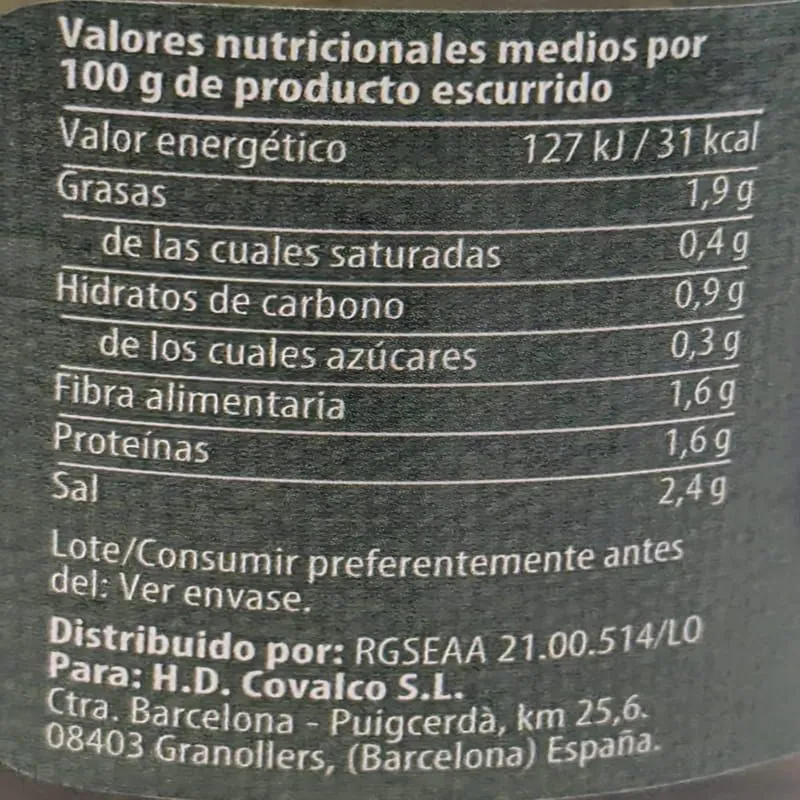 Valores nutricionales medios por
100 g de producto escurrido
Valor energético 127 kJ / 31 kcal
Grasas 1,9 g
de las cuales saturadas 0,4 g
Hidratos de carbono 0,9 g
de los cuales azúcares 0,3 g
Fibra alimentaria 1,6 g
Proteínas 1,6 g
Sal 2,4 g
Lote/Consumir preferentemente antes
del: Ver envase.
Distribuido por: RGSEAA 21.00.514/LO
Para: H.D. Covalco S.L.
Ctra. Barcelona - Puigcerdà, km 25,6.
08403 Granollers, (Barcelona) España.